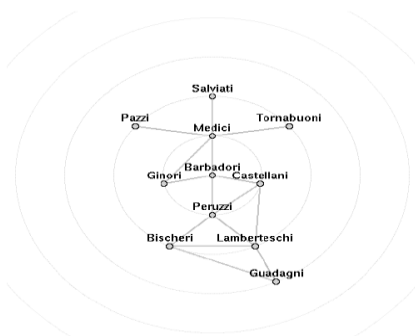 Salviati
Pazzi
Tornabuoni
Medici
Barbadori
Ginori
Castellani
Peruzzi
Bischeri
Lamberteschi
Guadagni